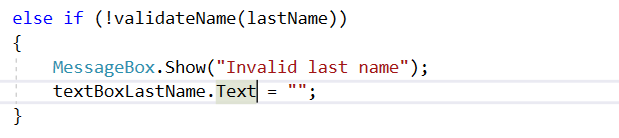 else if (!validateName(lastName))
{
MessageBox.Show("Invalid last name");
textBoxLastName.Text = "";
}